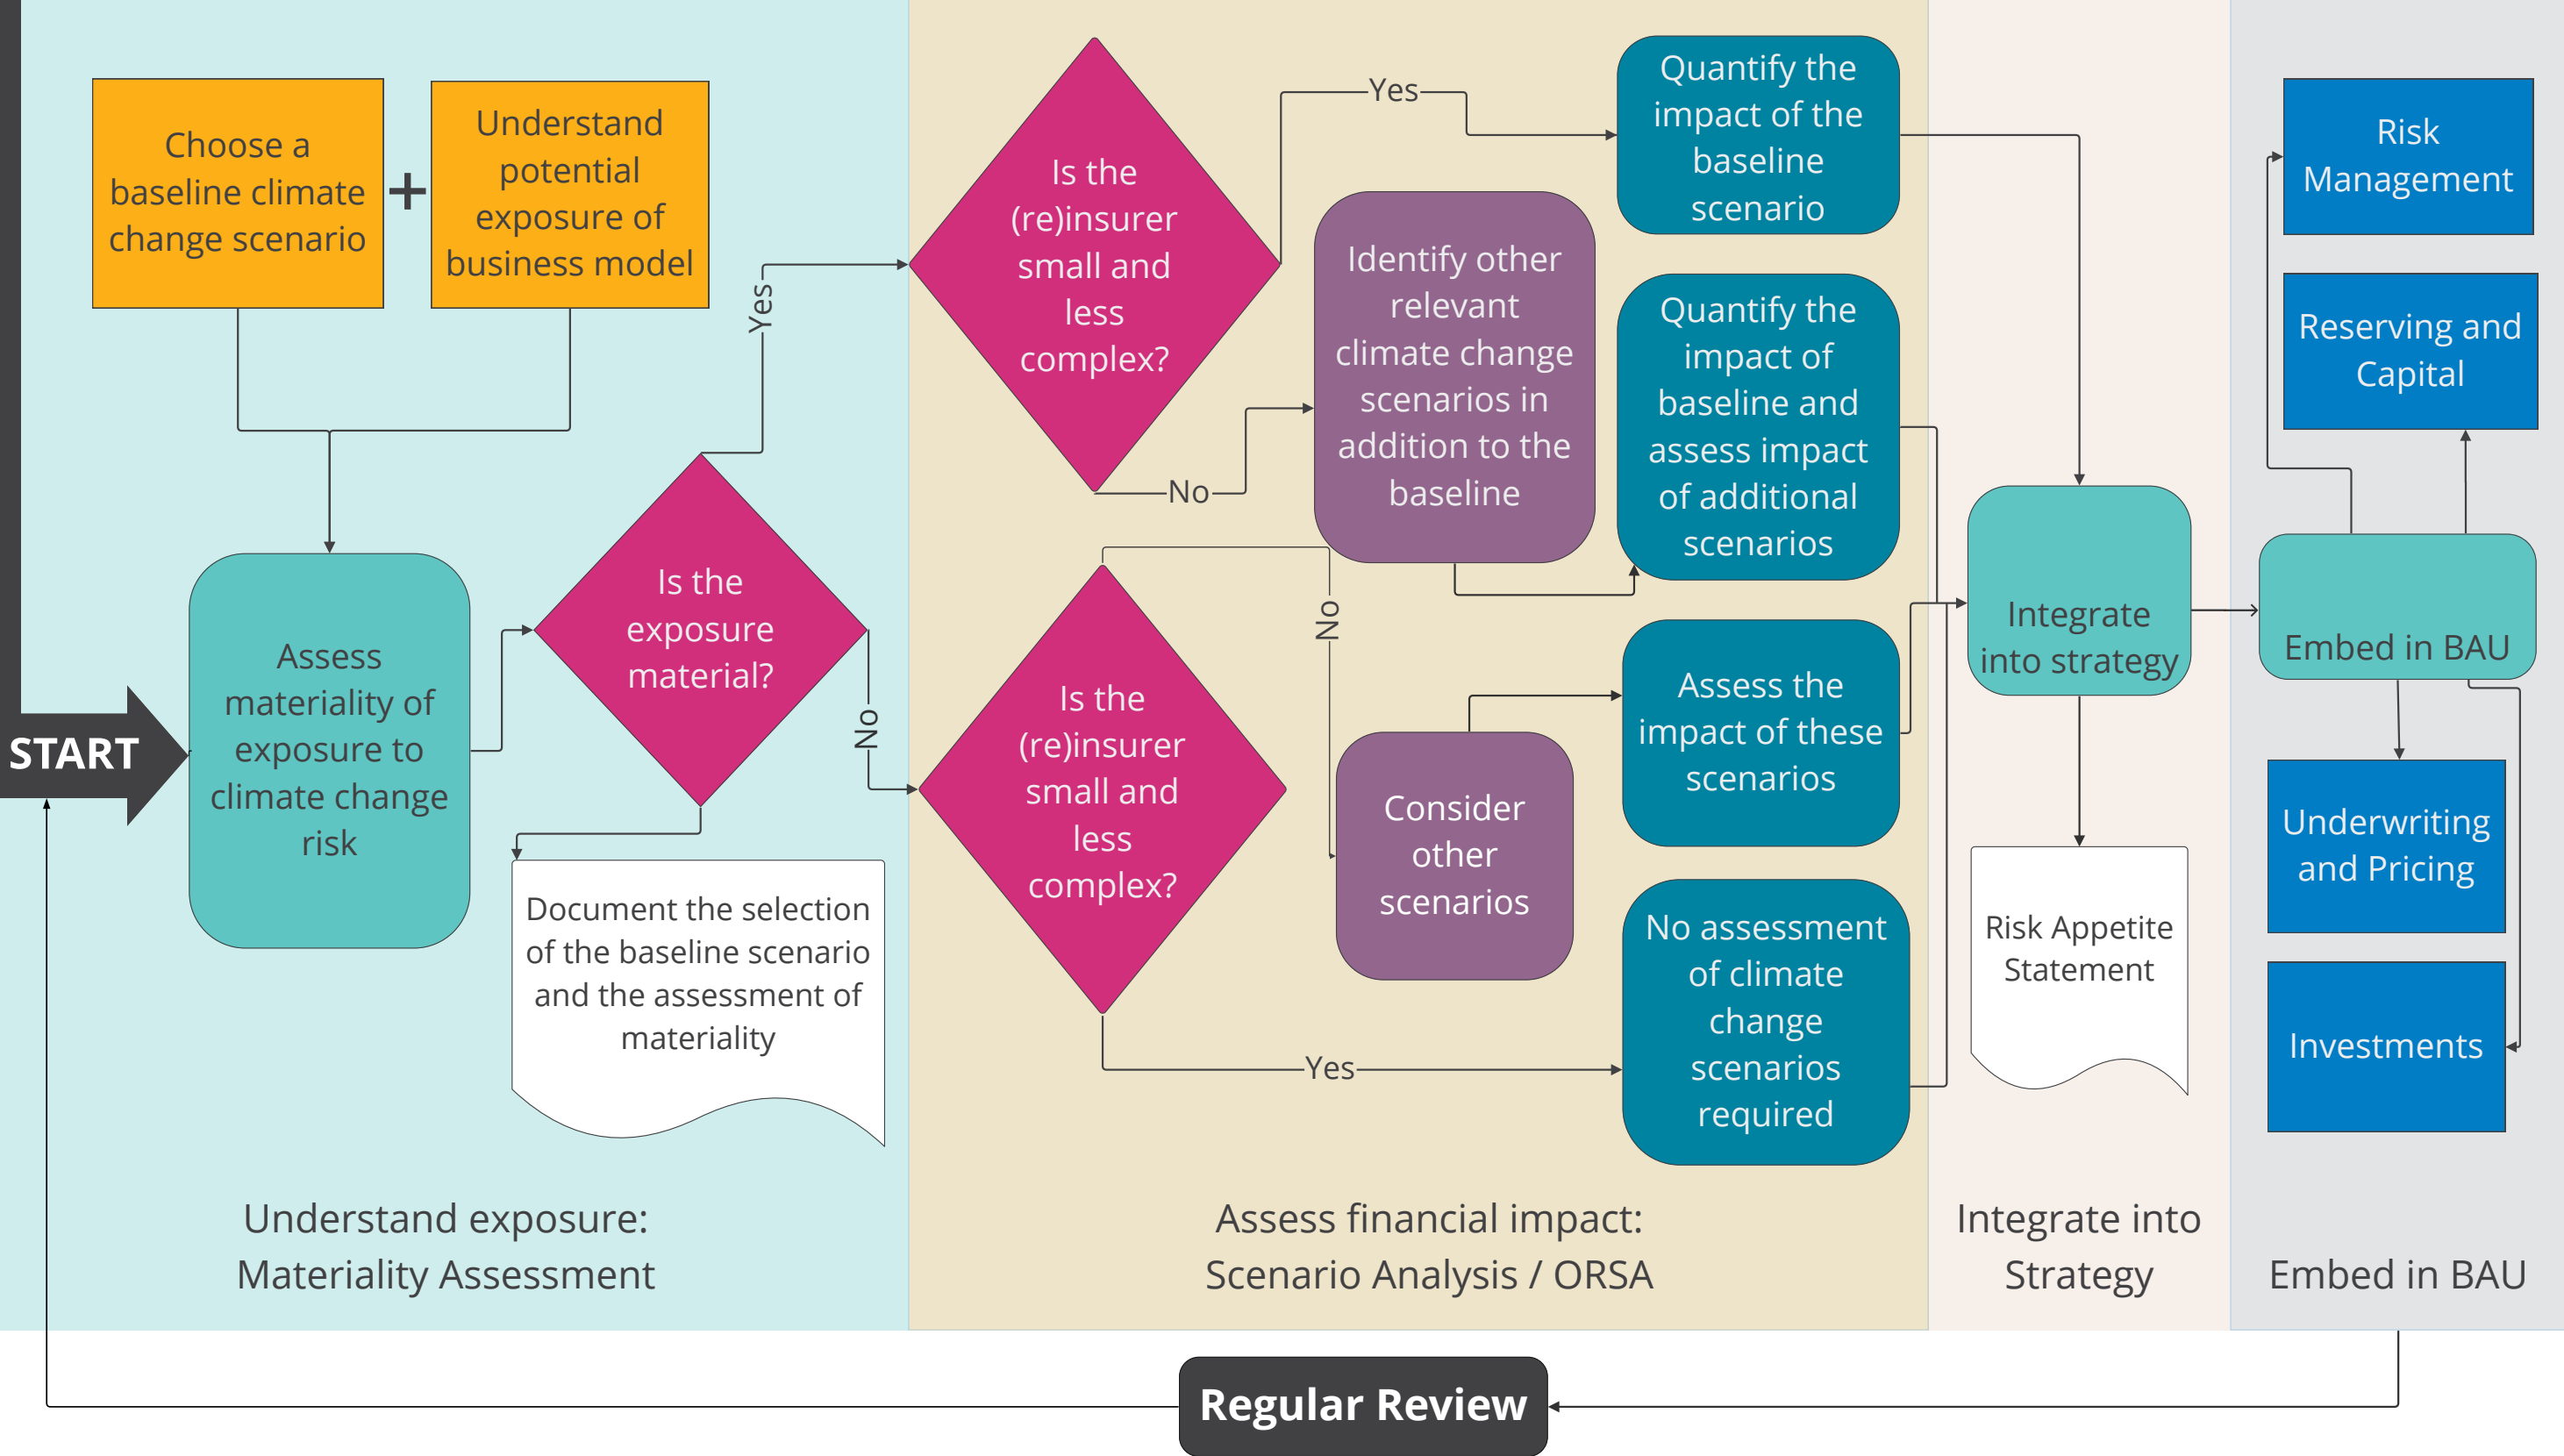 Choose a
baseline climate
change scenario
+
Understand
potential
exposure of
business model
START
Assess
materiality of
exposure to
climate change
risk
Is the
exposure
material?
Yes
No
Document the selection
of the baseline scenario
and the assessment of
materiality
Understand exposure:
Materiality Assessment
Is the
(re)insurer
small and
less
complex?
Yes
No
Identify other
relevant
climate change
scenarios in
addition to the
baseline
Quantify the
impact of the
baseline
scenario
Quantify the
impact of
baseline and
assess impact
of additional
scenarios
Is the
(re)insurer
small and
less
complex?
No
Yes
Consider
other
scenarios
Assess the
impact of these
scenarios
No assessment
of climate
change
scenarios
required
Assess financial impact:
Scenario Analysis / ORSA
Integrate
into strategy
Risk Appetite
Statement
Integrate into
Strategy
Risk
Management
Reserving and
Capital
Embed in BAU
Underwriting
and Pricing
Investments
Embed in BAU
Regular Review